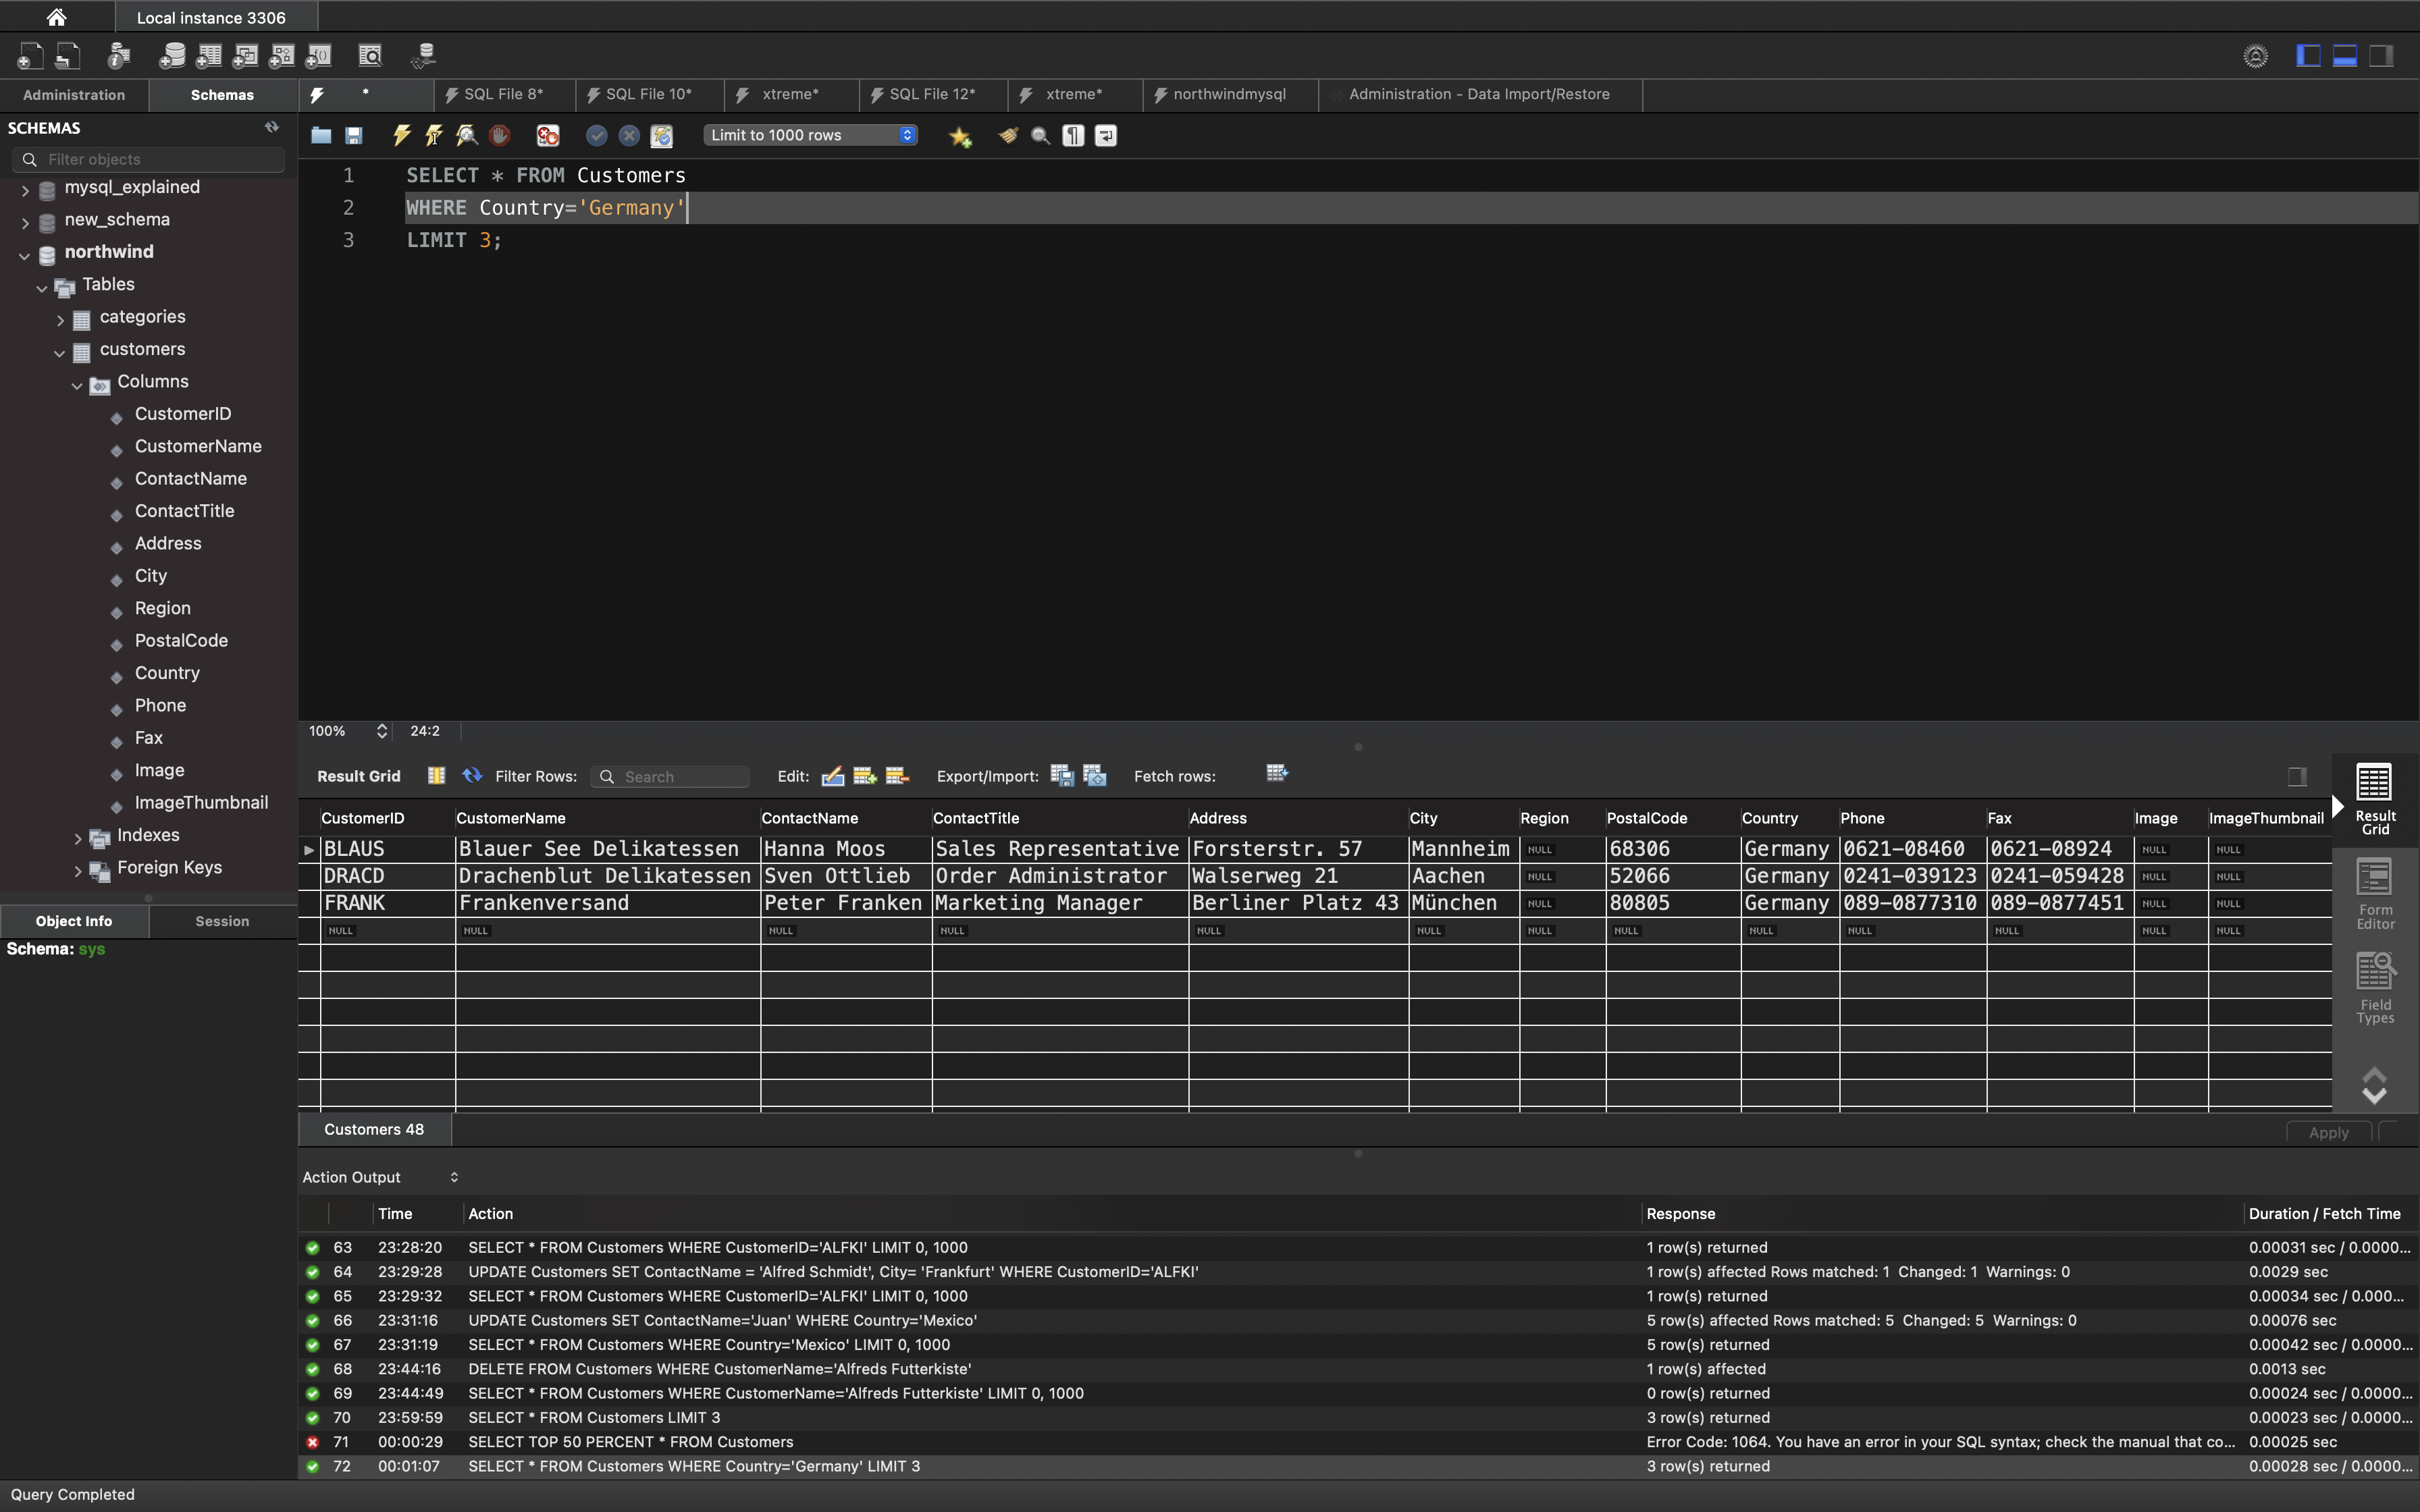 Local instance 3306
Administration
Schemas
*
SQL File 8*
SQL File 10*
xtreme*
SQL File 12*
xtreme*
northwindmysql
Administration - Data Import/Restore
SCHEMAS
Filter objects
mysql_explained
new_schema
northwind
Tables
categories
customers
Columns
CustomerID
CustomerName
ContactName
ContactTitle
Address
City
Region
PostalCode
Country
Phone
Fax
Image
ImageThumbnail
Indexes
Foreign Keys
Object Info
Session
Schema: sys
Limit to 1000 rows
1 SELECT * FROM Customers
2 WHERE Country='Germany'
3 LIMIT 3;
100% 24:2
Result Grid Filter Rows: Search Edit: Export/Import: Fetch rows:
CustomerID CustomerName ContactName ContactTitle Address City Region PostalCode Country Phone Fax Image ImageThumbnail
BLAUS Blauer See Delikatessen Hanna Moos Sales Representative Forsterstr. 57 Mannheim NULL 68306 Germany 0621-08460 0621-08924 NULL NULL
DRACD Drachenblut Delikatessen Sven Ottlieb Order Administrator Walserweg 21 Aachen NULL 52066 Germany 0241-039123 0241-059428 NULL NULL
FRANK Frankenversand Peter Franken Marketing Manager Berliner Platz 43 München NULL 80805 Germany 089-0877310 089-0877451 NULL NULL
NULL NULL NULL NULL NULL NULL NULL NULL NULL NULL NULL NULL NULL
Result
Grid
Form
Editor
Field
Types
Customers 48
Apply
Action Output
Time Action Response Duration / Fetch Time
63 23:28:20 SELECT * FROM Customers WHERE CustomerID='ALFKI' LIMIT 0, 1000 1 row(s) returned 0.00031 sec / 0.0000...
64 23:29:28 UPDATE Customers SET ContactName = 'Alfred Schmidt', City= 'Frankfurt' WHERE CustomerID='ALFKI' 1 row(s) affected Rows matched: 1 Changed: 1 Warnings: 0 0.0029 sec
65 23:29:32 SELECT * FROM Customers WHERE CustomerID='ALFKI' LIMIT 0, 1000 1 row(s) returned 0.00034 sec / 0.000...
66 23:31:16 UPDATE Customers SET ContactName='Juan' WHERE Country='Mexico' 5 row(s) affected Rows matched: 5 Changed: 5 Warnings: 0 0.00076 sec
67 23:31:19 SELECT * FROM Customers WHERE Country='Mexico' LIMIT 0, 1000 5 row(s) returned 0.00042 sec / 0.0000...
68 23:44:16 DELETE FROM Customers WHERE CustomerName='Alfreds Futterkiste' 1 row(s) affected 0.0013 sec
69 23:44:49 SELECT * FROM Customers WHERE CustomerName='Alfreds Futterkiste' LIMIT 0, 1000 0 row(s) returned 0.00024 sec / 0.0000...
70 23:59:59 SELECT * FROM Customers LIMIT 3 3 row(s) returned 0.00023 sec / 0.0000...
71 00:00:29 SELECT TOP 50 PERCENT * FROM Customers Error Code: 1064. You have an error in your SQL syntax; check the manual that co... 0.00025 sec
72 00:01:07 SELECT * FROM Customers WHERE Country='Germany' LIMIT 3 3 row(s) returned 0.00028 sec / 0.0000...
Query Completed